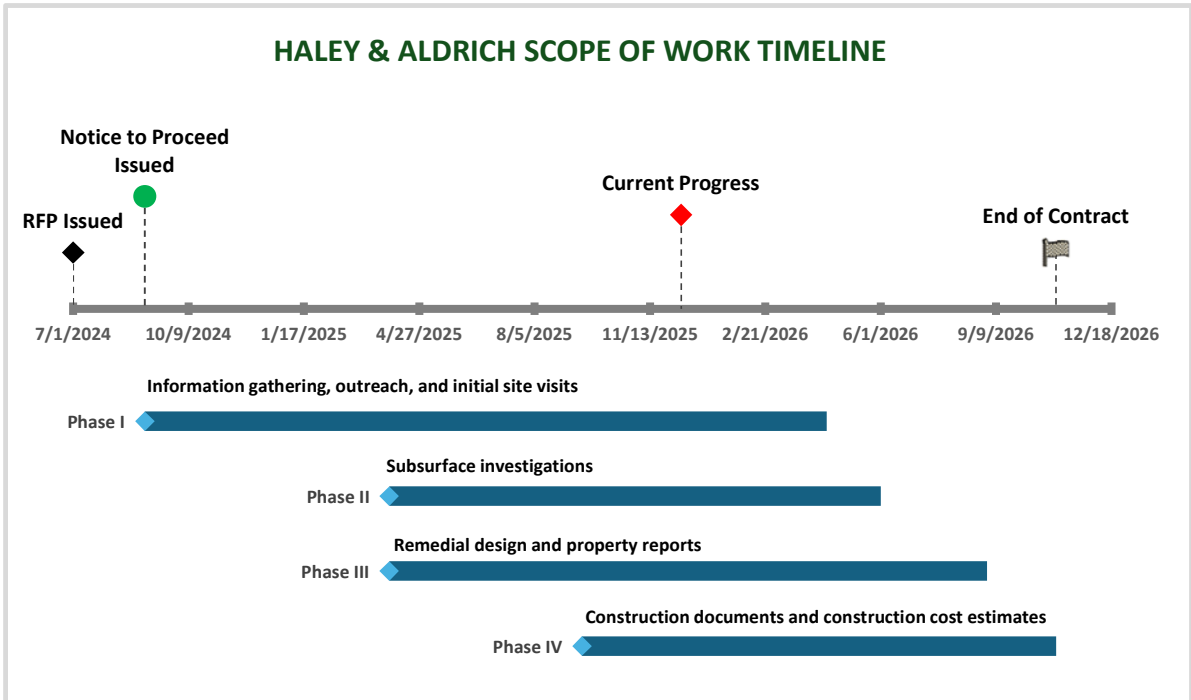 HALEY & ALDRICH SCOPE OF WORK TIMELINE
Notice to Proceed
Issued
Current Progress
RFP Issued
End of Contract
7/1/2024 10/9/2024 1/17/2025 4/27/2025 8/5/2025 11/13/2025 2/21/2026 6/1/2026 9/9/2026 12/18/2026
Information gathering, outreach, and initial site visits
Phase I
Subsurface investigations
Phase II
Remedial design and property reports
Phase III
Construction documents and construction cost estimates
Phase IV